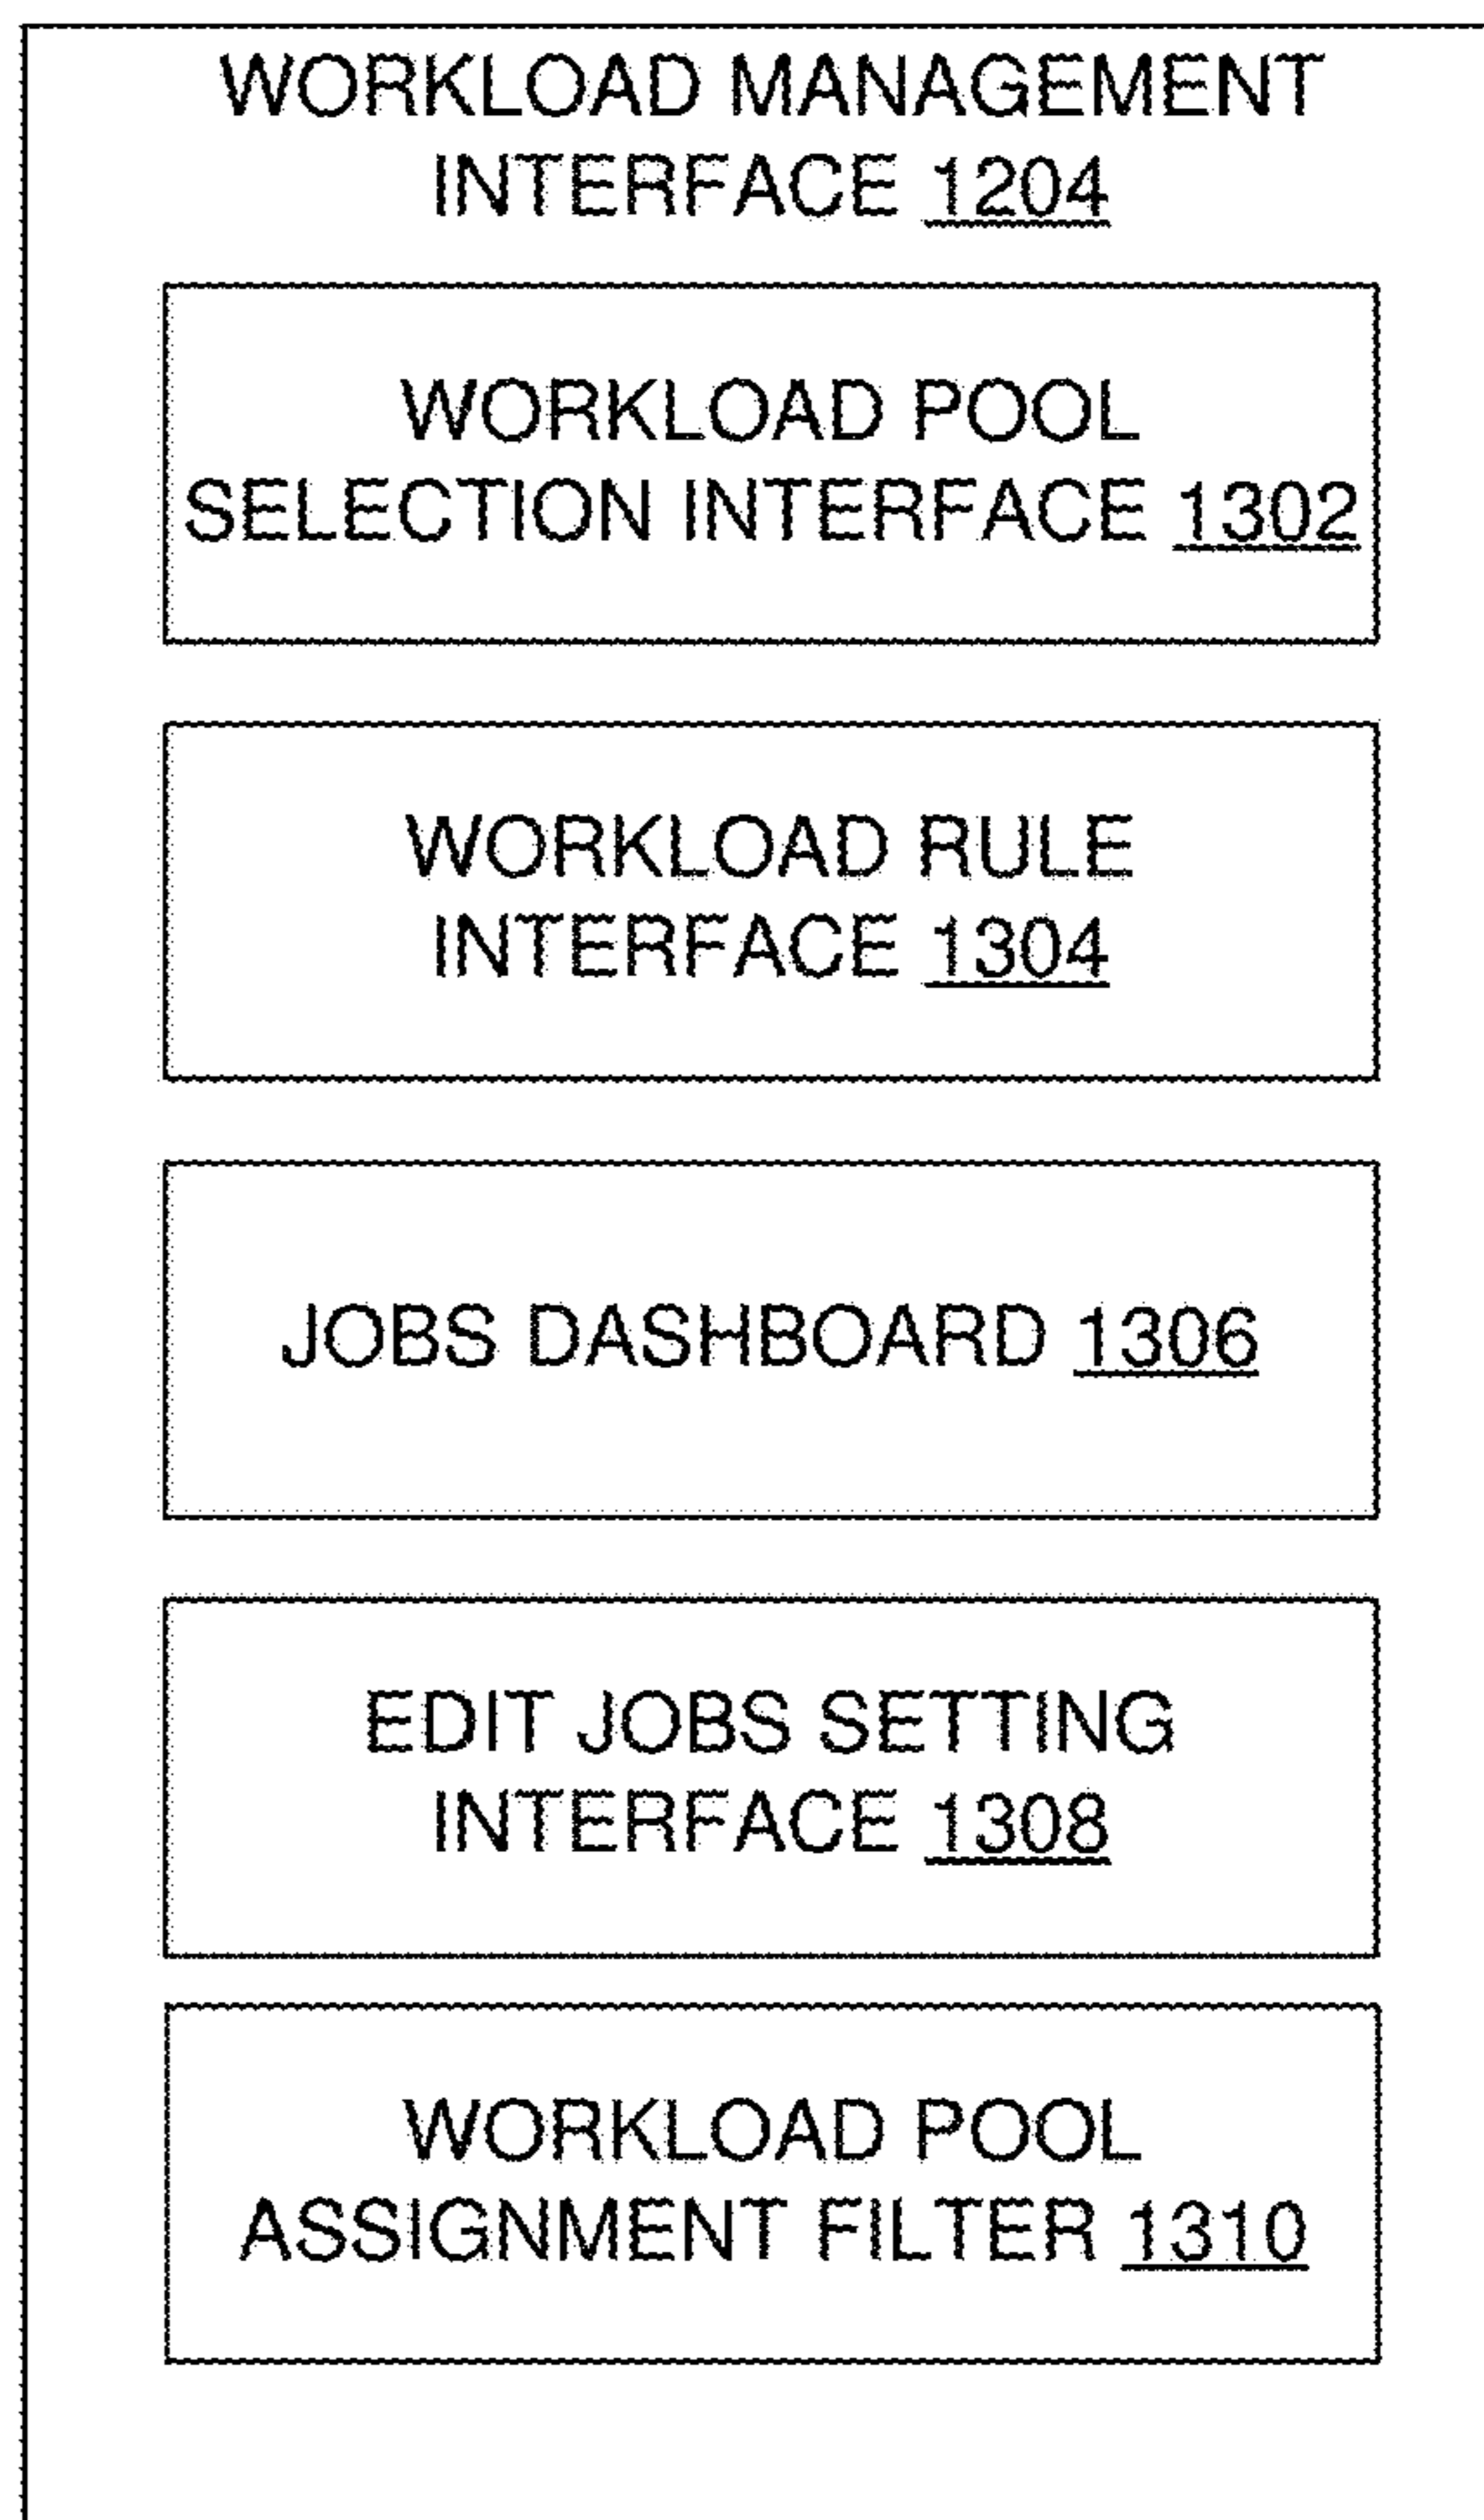 WORKLOAD MANAGEMENT
INTERFACE 1204
WORKLOAD POOL
SELECTION INTERFACE 1302
WORKLOAD RULE
INTERFACE 1304
JOBS DASHBOARD 1306
EDIT JOBS SETTING
INTERFACE 1308
WORKLOAD POOL
ASSIGNMENT FILTER 1310